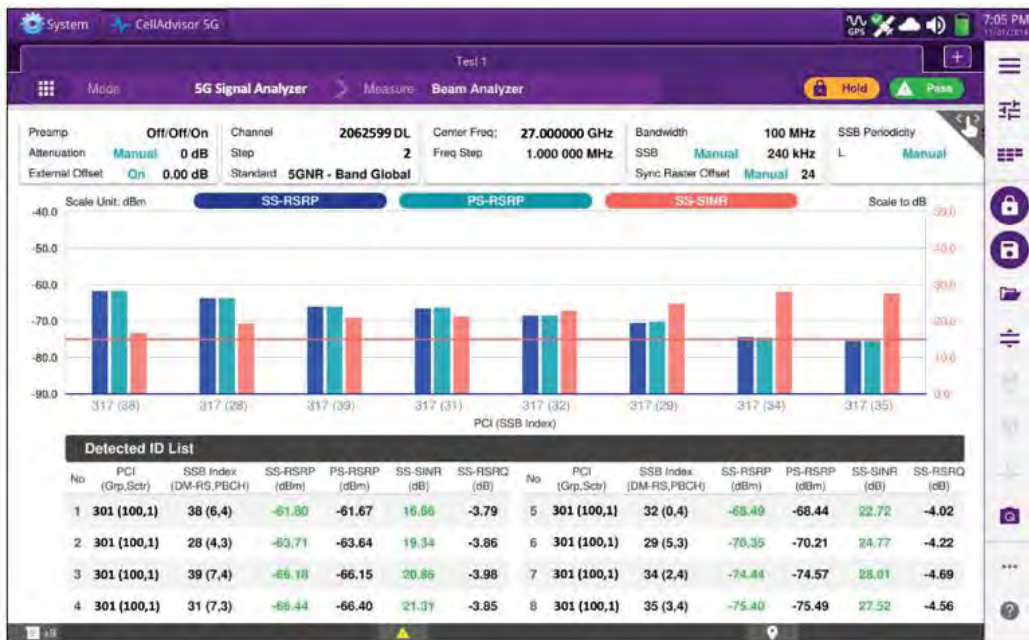 System CellAdvisor 5G GPS 7:05 PM
Test 1 +
Mode 5G Signal Analyzer Measure Beam Analyzer Hold Pass
Preamp Off/Off/On Channel 2062599 DL Center Freq: 27.000000 GHz Bandwidth 100 MHz SSB Periodicity
Attenuation Manual 0 dB Step 2 Freq Step 1.000 000 MHz SSB Manual 240 kHz L Manual
External Offset On 0.00 dB Standard 5GNR - Band Global Sync Raster Offset Manual 24
Scale Unit: dBm SS-RSRP PS-RSRP SS-SINR Scale to dB
-40.0 50.0
-50.0 40.0
-60.0 30.0
-70.0 20.0
-80.0 10.0
-90.0 0.0
317 (38) 317 (28) 317 (39) 317 (31) 317 (32) 317 (29) 317 (34) 317 (35)
PCI (SSB Index)
Detected ID List
No PCI (Grp,Sctr) SSB Index (DM-RS,PBCH) SS-RSRP (dBm) PS-RSRP (dBm) SS-SINR (dB) SS-RSRQ (dB) No PCI (Grp,Sctr) SSB Index (DM-RS,PBCH) SS-RSRP (dBm) PS-RSRP (dBm) SS-SINR (dB) SS-RSRQ (dB)
1 301 (100,1) 38 (6,4) -61.80 -61.67 16.66 -3.79 5 301 (100,1) 32 (0,4) -68.49 -68.44 22.72 -4.02
2 301 (100,1) 28 (4,3) -63.71 -63.64 19.34 -3.86 6 301 (100,1) 29 (5,3) -70.35 -70.21 24.77 -4.22
3 301 (100,1) 39 (7,4) -66.18 -66.15 20.86 -3.98 7 301 (100,1) 34 (2,4) -74.44 -74.57 28.01 -4.69
4 301 (100,1) 31 (7,3) -66.44 -66.40 21.31 -3.85 8 301 (100,1) 35 (3,4) -75.40 -75.49 27.52 -4.56
+9